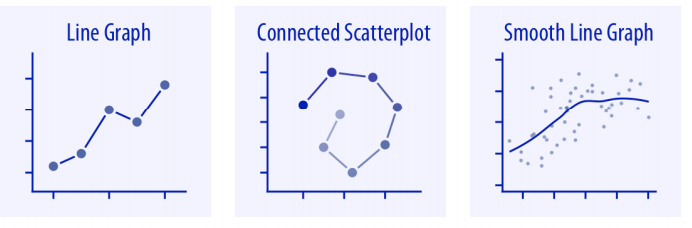 Line Graph
Connected Scatterplot
Smooth Line Graph